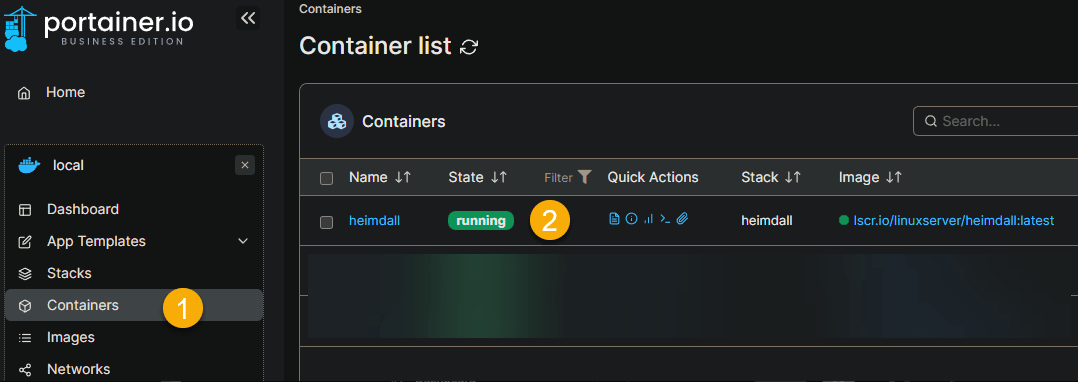 portainer.io
BUSINESS EDITION
Home
local
Dashboard
App Templates
Stacks
Containers
1
Images
Networks
Containers
Container list
Containers
Search...
Name State Filter Quick Actions Stack Image
heimdall running 2 heimdall lscr.io/linuxserver/heimdall:latest